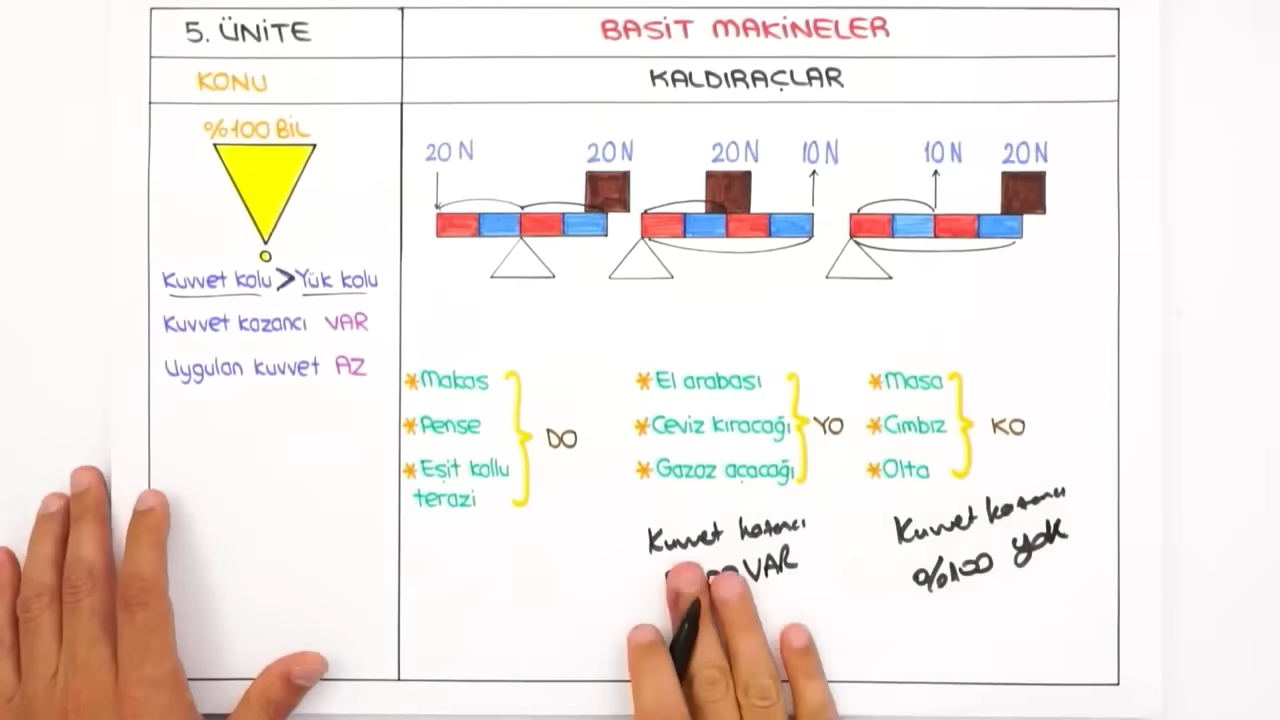 5. ÜNİTE
BASİT MAKİNELER
KONU
KALDIRAÇLAR
%100 BİL
20 N
20 N
20 N
10 N
10 N
20 N
Kuvvet kolu > Yük kolu
Kuvvet kazancı VAR
Uygulan kuvvet AZ
*Makas
*Pense
*Eşit kollu
terazi
DO
*El arabası
*Ceviz kıracağı
*Gazoz açacağı
YO
*Masa
*Cımbız
*Olta
KO
Kuvvet kazancı
VAR
Kuvvet kazancı
%100 yok